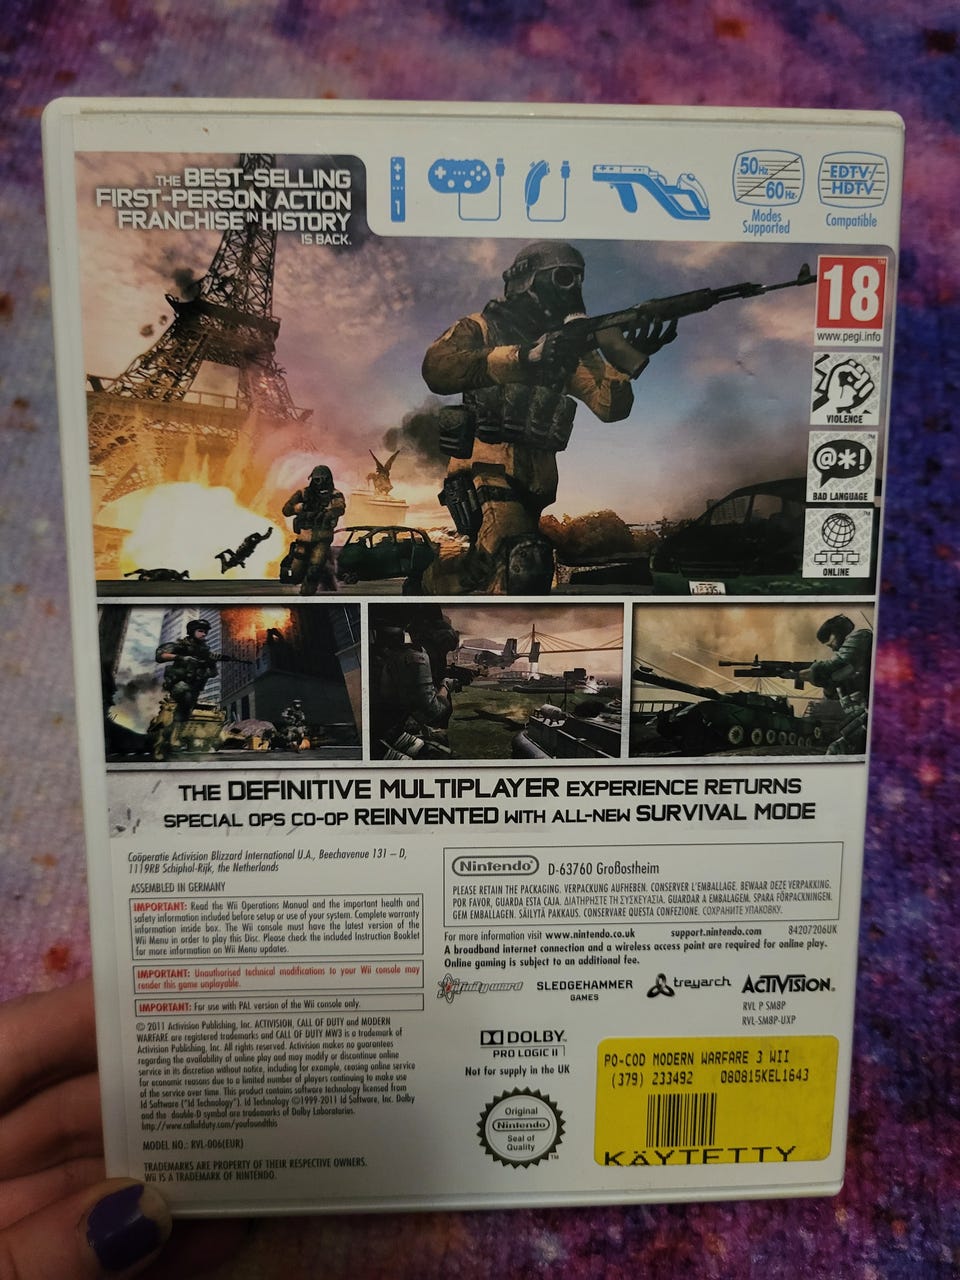 THE BEST-SELLING
FIRST-PERSON ACTION
FRANCHISE IN HISTORY
IS BACK.
1
50Hz
60Hz
Modes
Supported
EDTV/
HDTV
Compatible
18
www.pegi.info
VIOLENCE
@*!
BAD LANGUAGE
ONLINE
THE DEFINITIVE MULTIPLAYER EXPERIENCE RETURNS
SPECIAL OPS CO-OP REINVENTED WITH ALL-NEW SURVIVAL MODE
Coöperatie Activision Blizzard International U.A., Beechavenue 131 – D,
1119RB Schiphol-Rijk, the Netherlands
ASSEMBLED IN GERMANY
IMPORTANT: Read the Wii Operations Manual and the important health and
safety information included before setup or use of your system. Complete warranty
information inside box. The Wii console must have the latest version of the
Wii Menu in order to play this Disc. Please check the included Instruction Booklet
for more information on Wii Menu updates.
IMPORTANT: Unauthorised technical modifications to your Wii console may
render this game unplayable.
IMPORTANT: For use with PAL version of the Wii console only.
© 2011 Activision Publishing, Inc. ACTIVISION, CALL OF DUTY and MODERN
WARFARE are registered trademarks and CALL OF DUTY MW3 is a trademark of
Activision Publishing, Inc. All rights reserved. Activision makes no guarantees
regarding the availability of online play and may modify or discontinue online
service in its discretion without notice, including for example, ceasing online service
for economic reasons due to a limited number of players continuing to make use
of the service over time. This product contains software technology licensed from
Id Software ("Id Technology"). Id Technology ©1999-2011 Id Software, Inc. Dolby
and the double-D symbol are trademarks of Dolby Laboratories.
http://www.callofduty.com/youfoundthis
MODEL NO.: RVL-006(EUR)
TRADEMARKS ARE PROPERTY OF THEIR RESPECTIVE OWNERS.
Wii IS A TRADEMARK OF NINTENDO.
Nintendo® D-63760 Großostheim
PLEASE RETAIN THE PACKAGING. VERPACKUNG AUFHEBEN. CONSERVER L'EMBALLAGE. BEWAAR DEZE VERPAKKING.
POR FAVOR, GUARDA ESTA CAJA. ΔΙΑΤΗΡΗΣΤΕ ΤΗ ΣΥΣΚΕΥΑΣΙΑ. GUARDAR A EMBALAGEM. SPARA FÖRPACKNINGEN.
GEM EMBALLAGEN. SÄILYTÄ PAKKAUS. CONSERVARE QUESTA CONFEZIONE. СОХРАНИТЕ УПАКОВКУ.
For more information visit www.nintendo.co.uk support.nintendo.com 84207206UK
A broadband internet connection and a wireless access point are required for online play.
Online gaming is subject to an additional fee.
infinity ward SLEDGEHAMMER GAMES treyarch ACTIVISION®
RVL P SM8P
RVL-SM8P-UXP
DOLBY™
PRO LOGIC II
Not for supply in the UK
Original
Nintendo®
Seal of
Quality
PO-COD MODERN WARFARE 3 WII
(379) 233492 080815KEL1643
KÄYTETTY